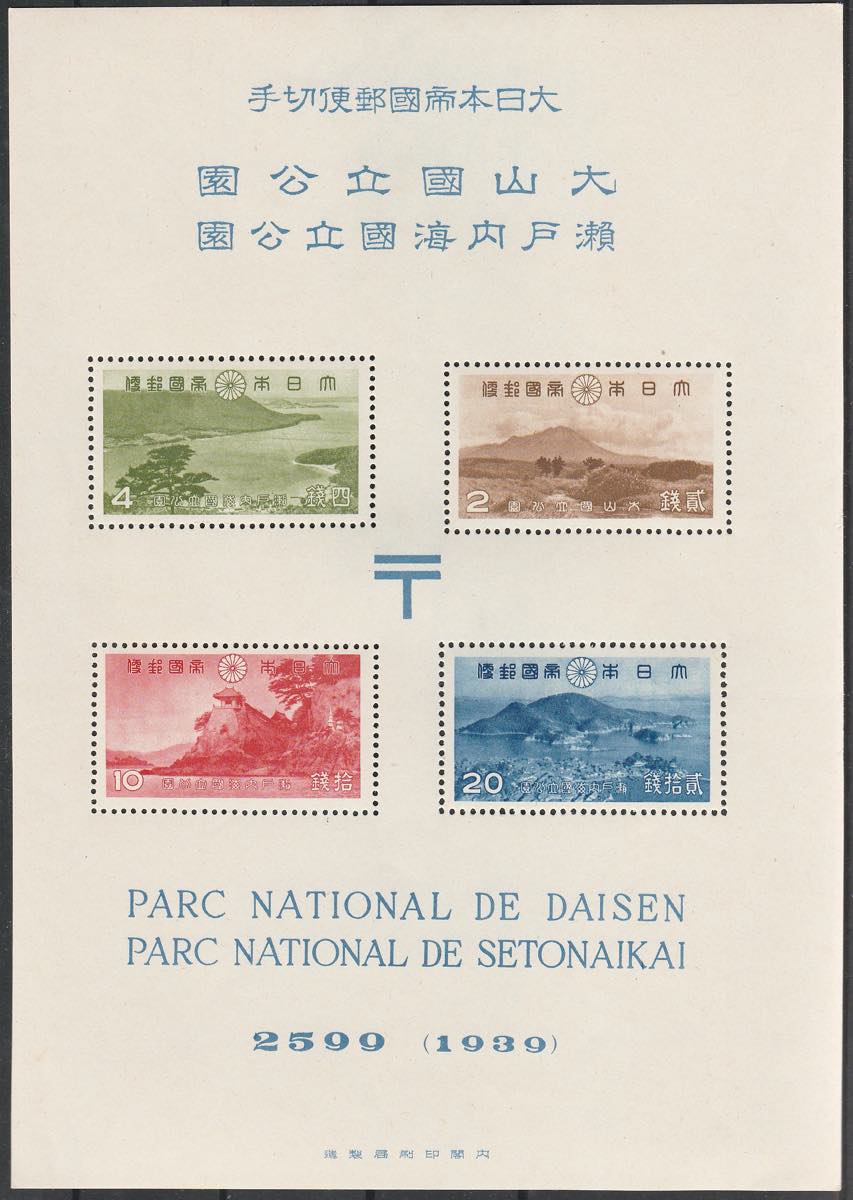 大日本帝國郵便切手
大山國立公園
瀬戸内海國立公園
大日本帝國郵便
大山國立公園
2 貳錢
大日本帝國郵便
瀬戸内海國立公園
4 四錢
〒
大日本帝國郵便
瀬戸内海國立公園
20 貳拾錢
大日本帝國郵便
瀬戸内海國立公園
10 拾錢
PARC NATIONAL DE DAISEN
PARC NATIONAL DE SETONAIKAI
2599 (1939)
内閣印刷局製造